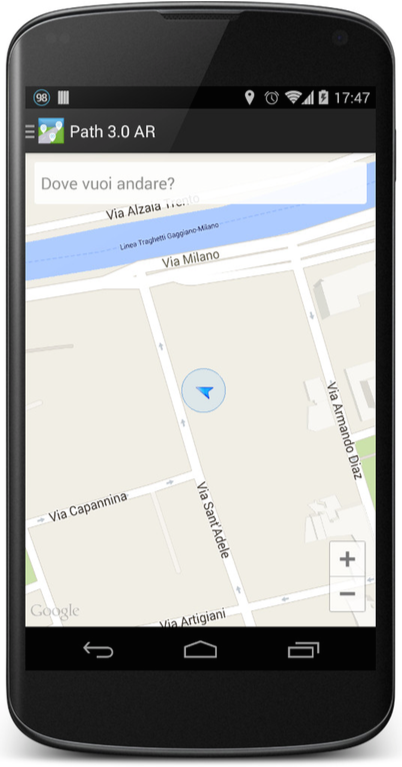 98
17:47
Path 3.0 AR
Dove vuoi andare?
Via Alzaia Trento
Linea Traghetti Gaggiano-Milano
Via Milano
Via Armando Diaz
Via Capannina
Via Sant'Adele
+
−
Google
Via Artigiani